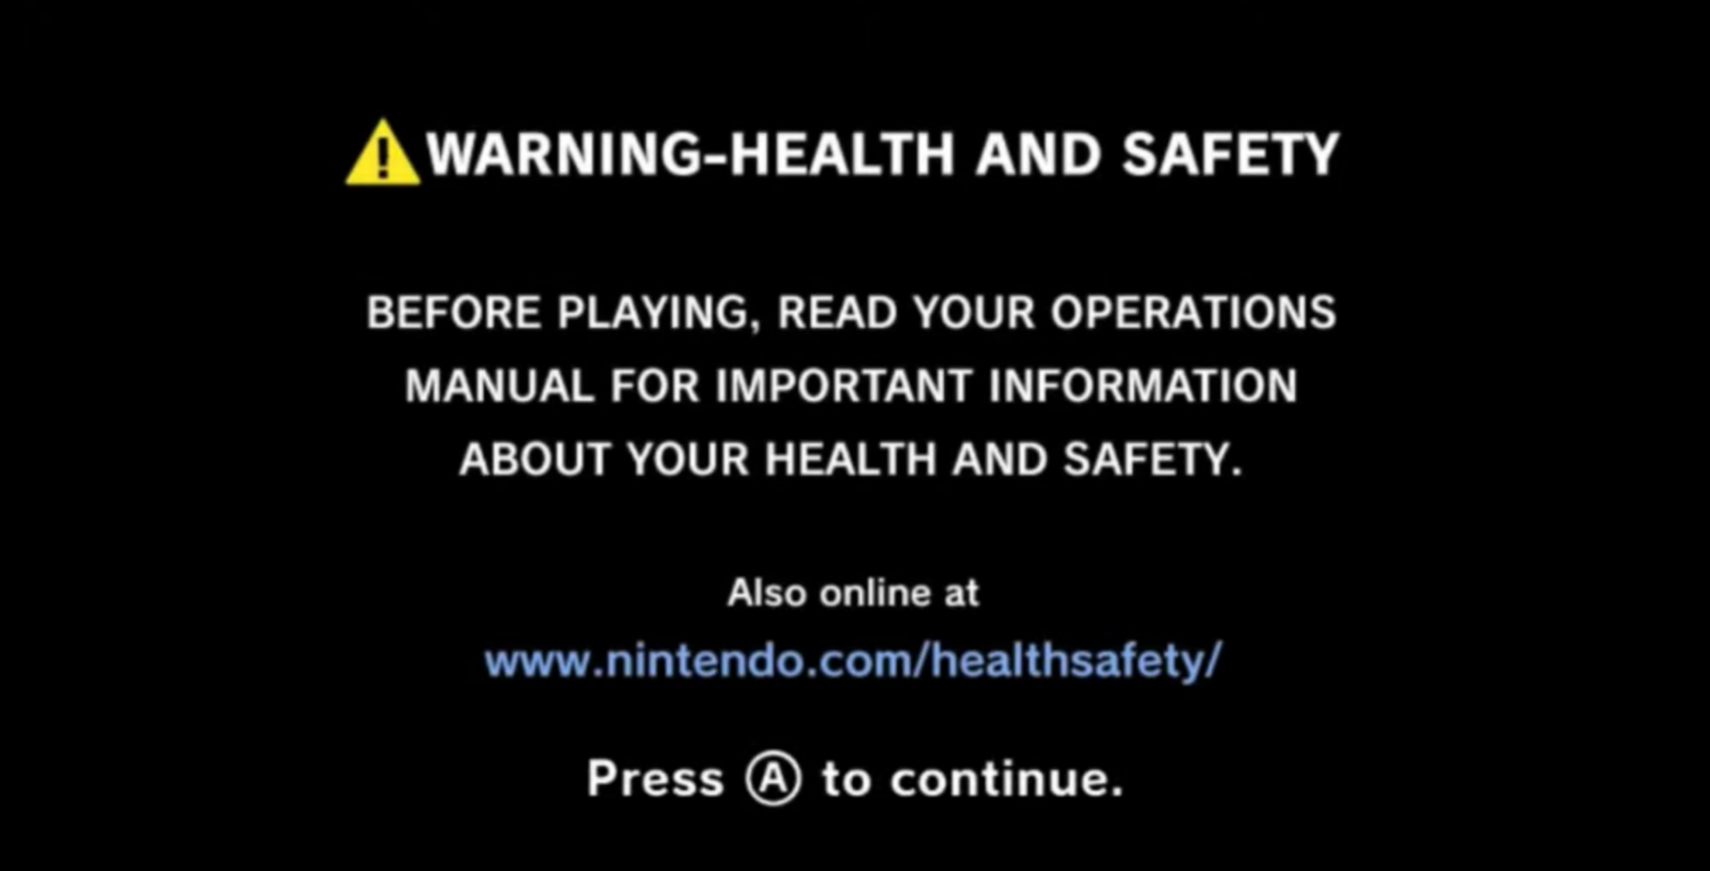 ⚠WARNING-HEALTH AND SAFETY
BEFORE PLAYING, READ YOUR OPERATIONS
MANUAL FOR IMPORTANT INFORMATION
ABOUT YOUR HEALTH AND SAFETY.
Also online at
www.nintendo.com/healthsafety/
Press Ⓐ to continue.